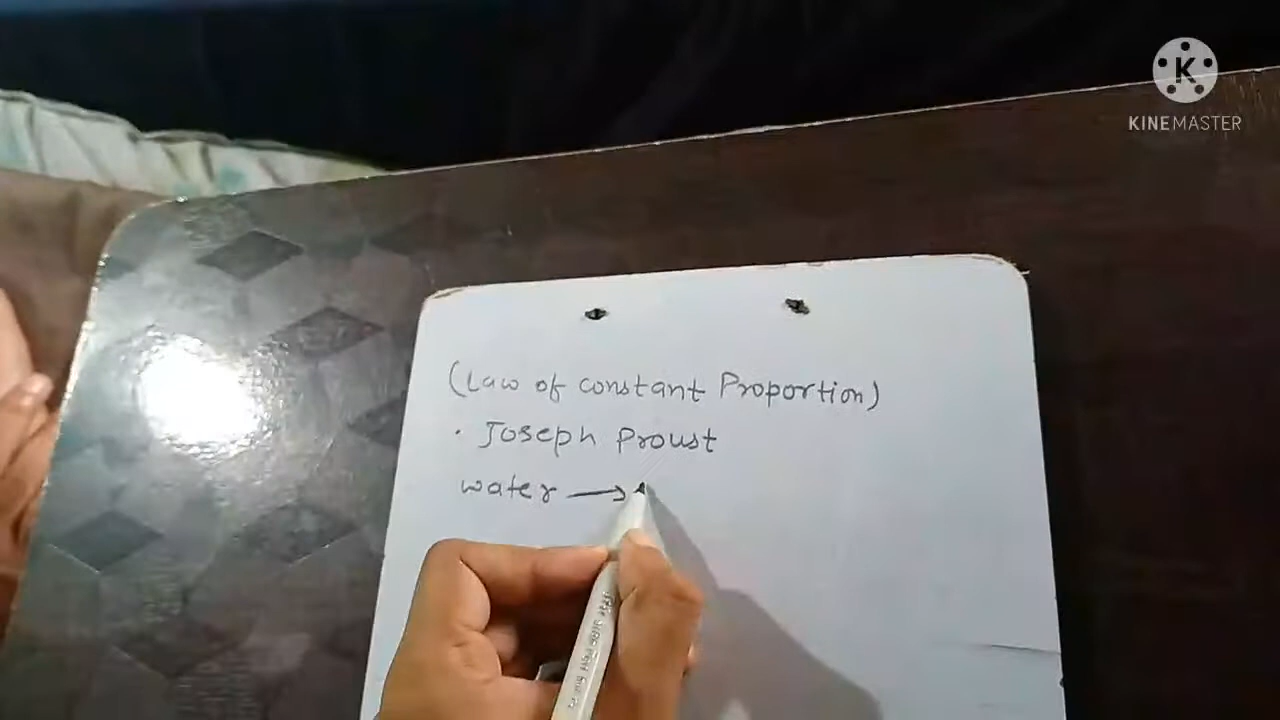 KINEMASTER
(Law of constant Proportion)
• Joseph Proust
water →